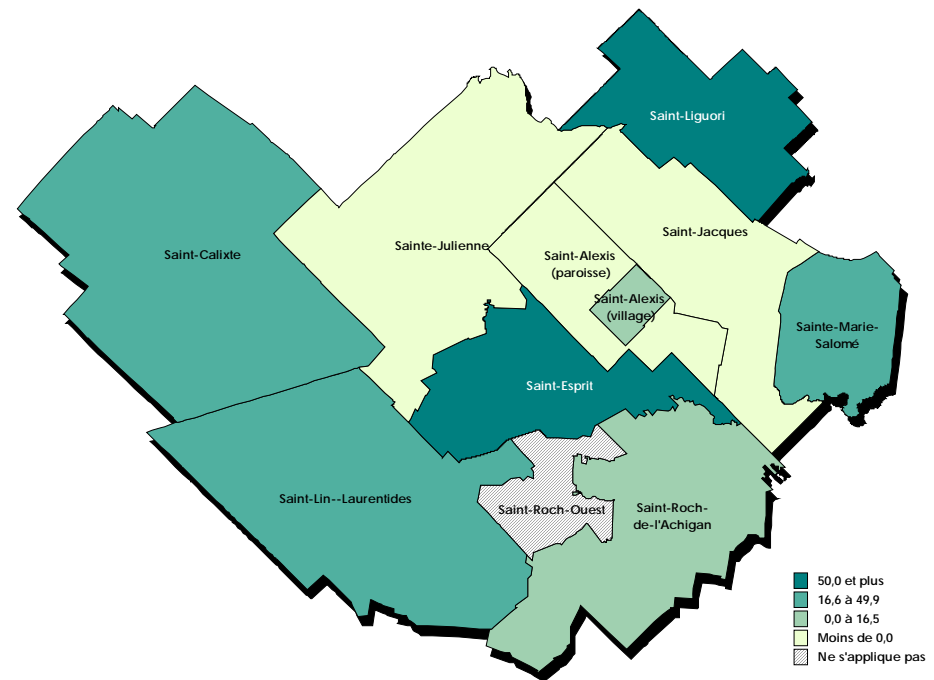 Saint-Liguori
Saint-Jacques
Sainte-Julienne
Saint-Calixte
Saint-Alexis
(paroisse)
Saint-Alexis
(village)
Sainte-Marie-
Salomé
Saint-Esprit
Saint-Lin--Laurentides
Saint-Roch-Ouest
Saint-Roch-
de-l'Achigan
50,0 et plus
16,6 à 49,9
0,0 à 16,5
Moins de 0,0
Ne s'applique pas